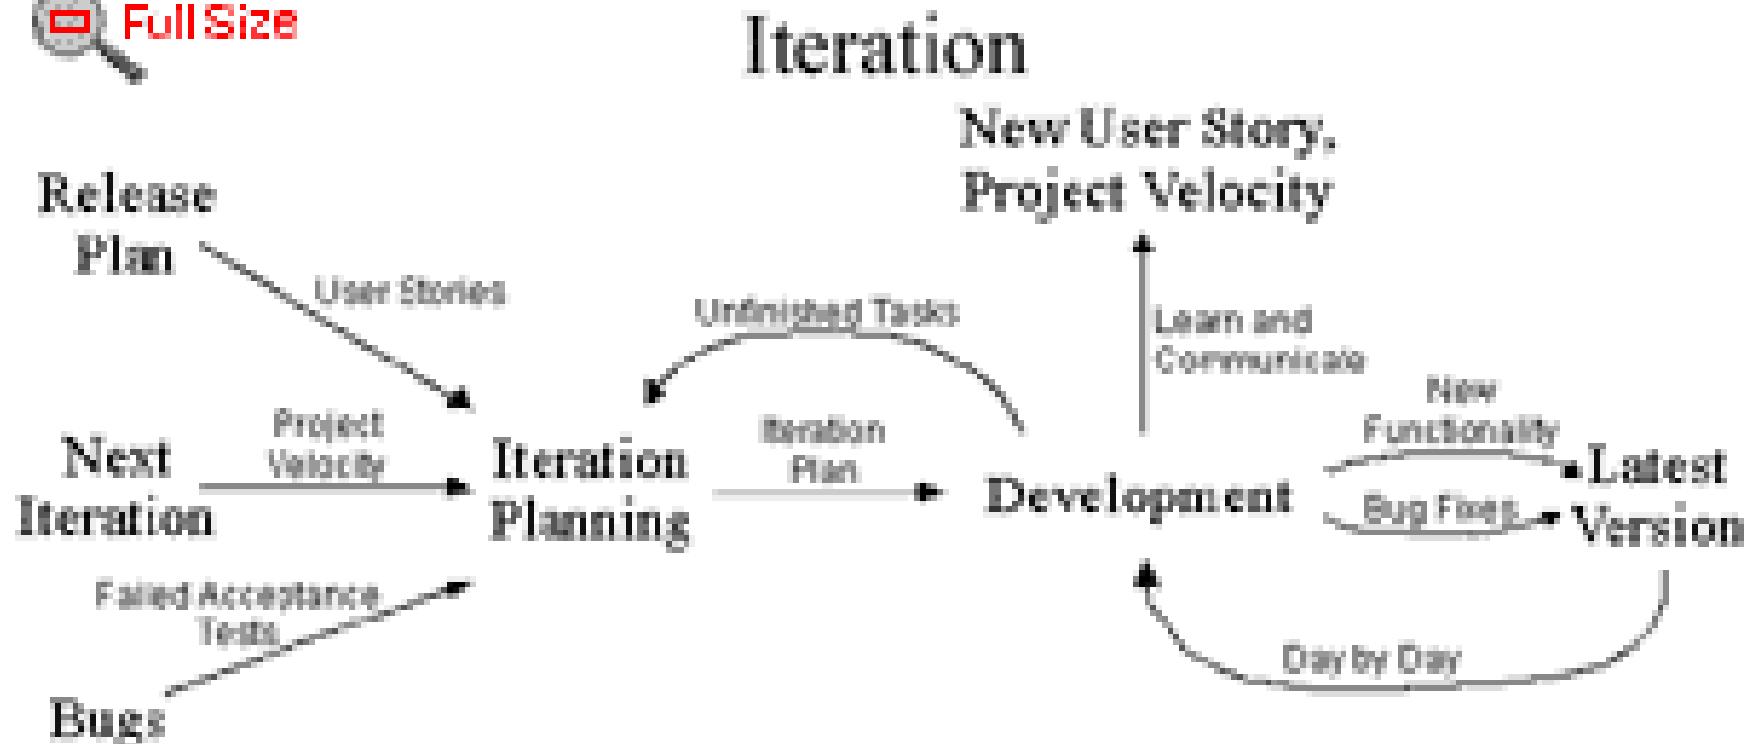 Full Size
Iteration
New User Story,
Project Velocity
Release
Plan
User Stories
Unfinished Tasks
Learn and
Communicate
New
Functionality
Project
Velocity
Iteration
Plan
Next
Iteration
Iteration
Planning
Development
Latest
Version
Bug Fixes
Failed Acceptance
Tests
Day by Day
Bugs